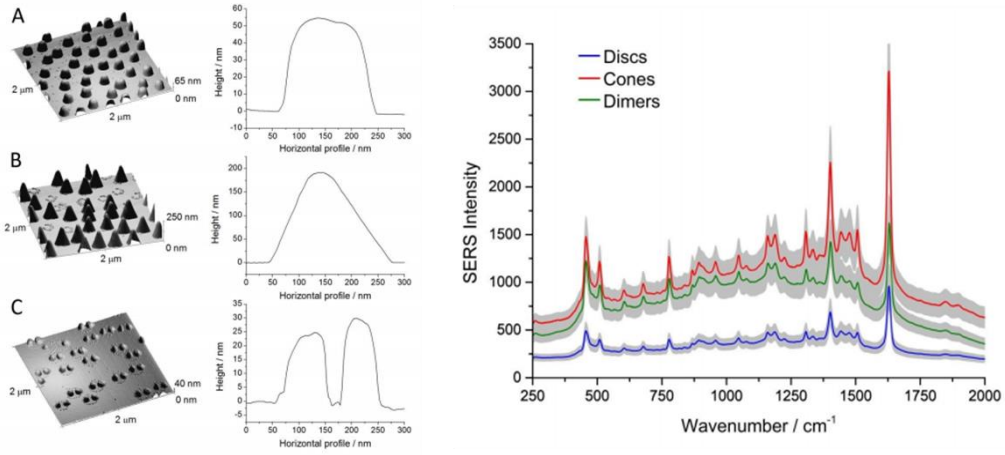 A
2 μm
2 μm
65 nm
0 nm
Height / nm
60
50
40
30
20
10
0
-10
0 50 100 150 200 250 300
Horizontal profile / nm
B
2 μm
2 μm
250 nm
0 nm
Height / nm
200
150
100
50
0
0 50 100 150 200 250 300
Horizontal profile / nm
C
2 μm
2 μm
40 nm
0 nm
Height / nm
35
30
25
20
15
10
5
0
-5
0 50 100 150 200 250 300
Horizontal profile / nm
SERS Intensity
3500
3000
2500
2000
1500
1000
500
0
Discs
Cones
Dimers
250 500 750 1000 1250 1500 1750 2000
Wavenumber / cm⁻¹